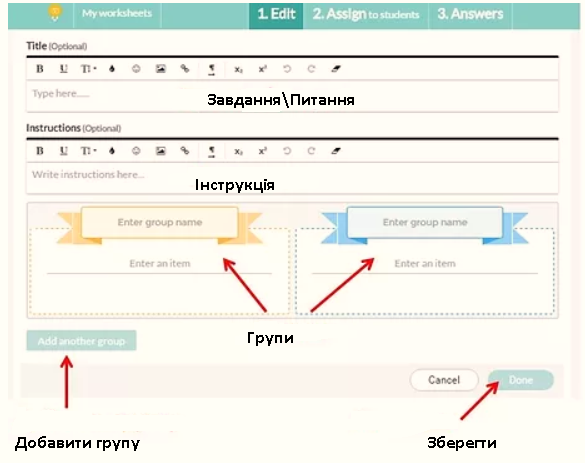 My worksheets 1. Edit 2. Assign to students 3. Answers
Title (Optional)
B U TI
x₂ x²
Type here.....
Завдання\Питання
Instructions (Optional)
B U TI
x₂ x²
Write instructions here...
Інструкція
Enter group name Enter group name
Enter an item Enter an item
Групи
Add another group
Cancel Done
Добавити групу Зберегти